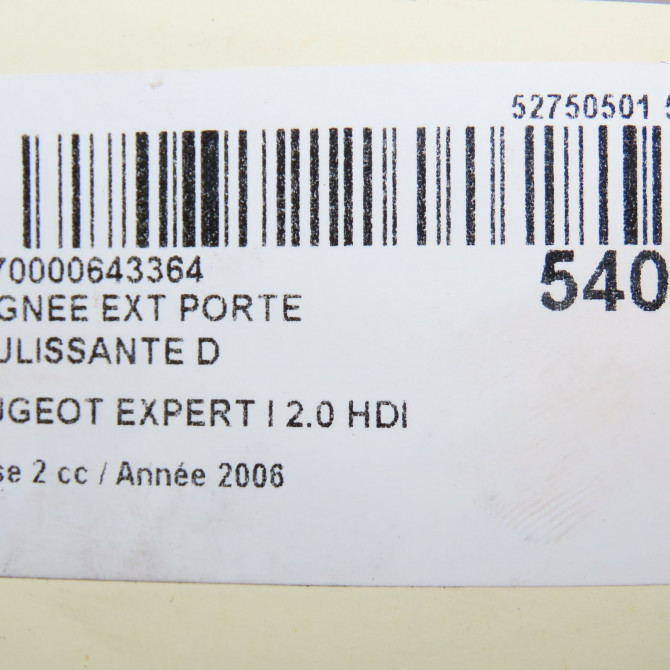 52750501 5
70000643364
540
GNEE EXT PORTE
ULISSANTE D
UGEOT EXPERT I 2.0 HDI
se 2 cc / Année 2006